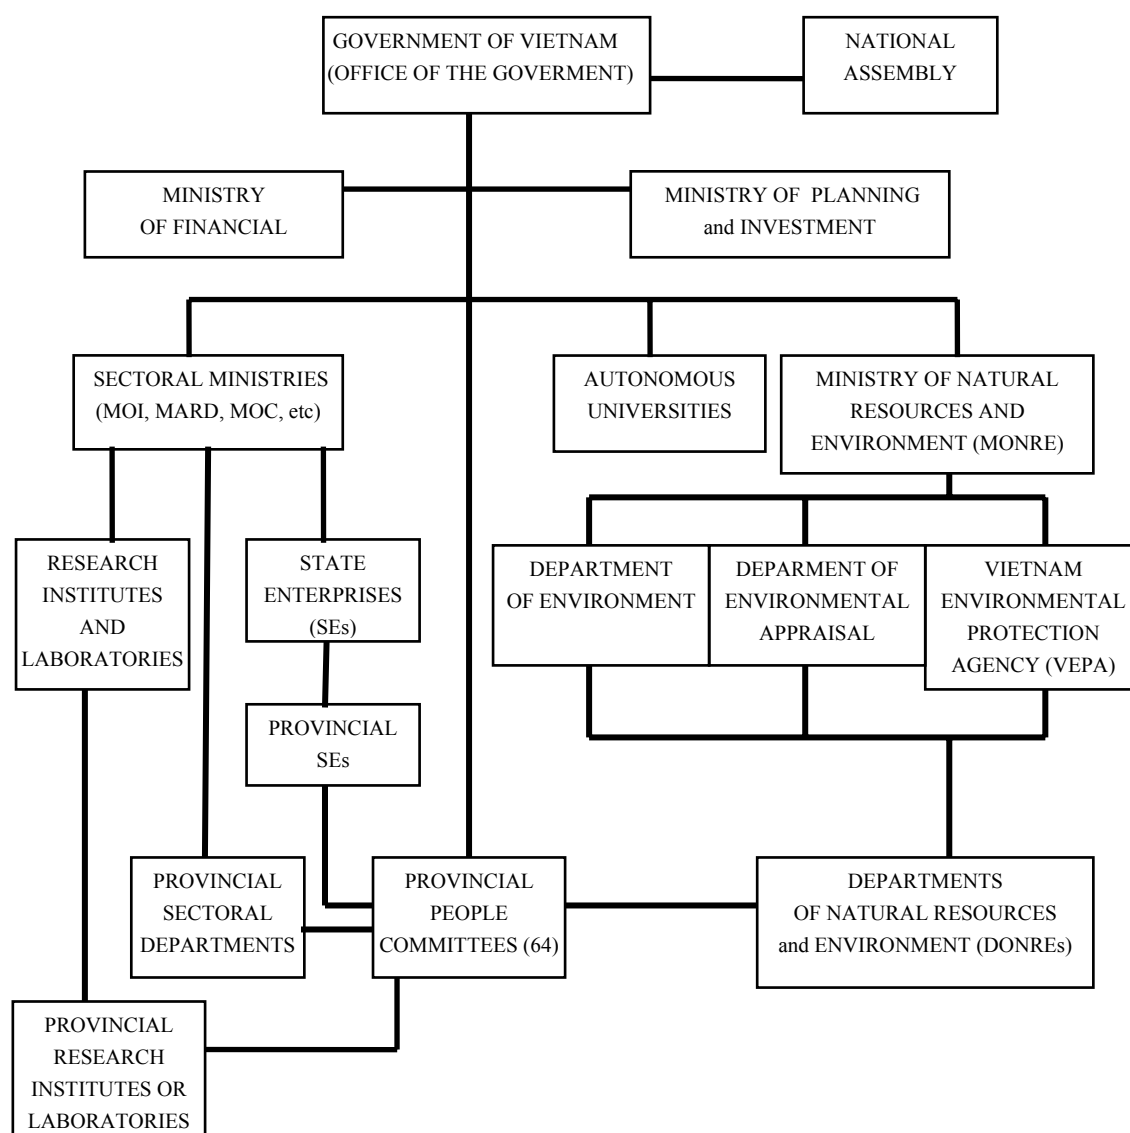 GOVERNMENT OF VIETNAM
(OFFICE OF THE GOVERMENT)
NATIONAL
ASSEMBLY
MINISTRY
OF FINANCIAL
MINISTRY OF PLANNING
and INVESTMENT
SECTORAL MINISTRIES
(MOI, MARD, MOC, etc)
AUTONOMOUS
UNIVERSITIES
MINISTRY OF NATURAL
RESOURCES AND
ENVIRONMENT (MONRE)
RESEARCH
INSTITUTES
AND
LABORATORIES
STATE
ENTERPRISES
(SEs)
DEPARTMENT
OF ENVIRONMENT
DEPARMENT OF
ENVIRONMENTAL
APPRAISAL
VIETNAM
ENVIRONMENTAL
PROTECTION
AGENCY (VEPA)
PROVINCIAL
SEs
PROVINCIAL
SECTORAL
DEPARTMENTS
PROVINCIAL
PEOPLE
COMMITTEES (64)
DEPARTMENTS
OF NATURAL RESOURCES
and ENVIRONMENT (DONREs)
PROVINCIAL
RESEARCH
INSTITUTES OR
LABORATORIES